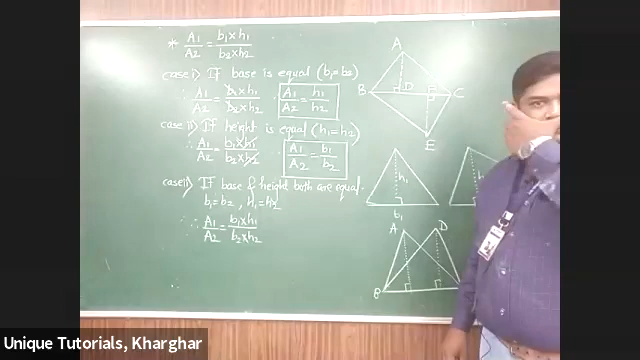 * A1/A2 = b1×h1/b2×h2
case i) If base is equal (b1=b2)
∴ A1/A2 = b1×h1/b2×h2 ∴ A1/A2 = h1/h2
case ii) If height is equal (h1=h2)
∴ A1/A2 = b1×h1/b2×h2 ∴ A1/A2 = b1/b2
case iii) If base & height both are equal.
b1=b2, h1=h2
∴ A1/A2 = b1×h1/b2×h2
A
B D F C
E
h1
b1
A D
B
Unique Tutorials, Kharghar